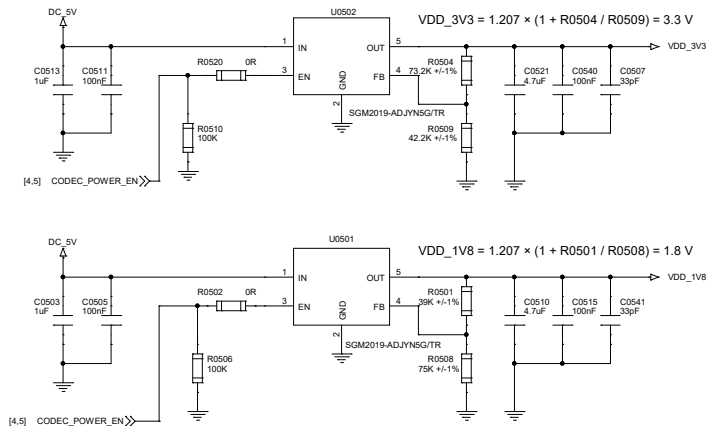 DC_5V
U0502
VDD_3V3 = 1.207 × (1 + R0504 / R0509) = 3.3 V
1 IN OUT 5 VDD_3V3
C0513 1uF
C0511 100nF
R0520 0R
3 EN FB 4
GND
2
R0504 73.2K +/-1%
C0521 4.7uF
C0540 100nF
C0507 33pF
SGM2019-ADJYN5G/TR
R0510 100K
R0509 42.2K +/-1%
[4,5] CODEC_POWER_EN
DC_5V
U0501
VDD_1V8 = 1.207 × (1 + R0501 / R0508) = 1.8 V
1 IN OUT 5 VDD_1V8
C0503 1uF
C0505 100nF
R0502 0R
3 EN FB 4
GND
2
R0501 39K +/-1%
C0510 4.7uF
C0515 100nF
C0541 33pF
SGM2019-ADJYN5G/TR
R0506 100K
R0508 75K +/-1%
[4,5] CODEC_POWER_EN